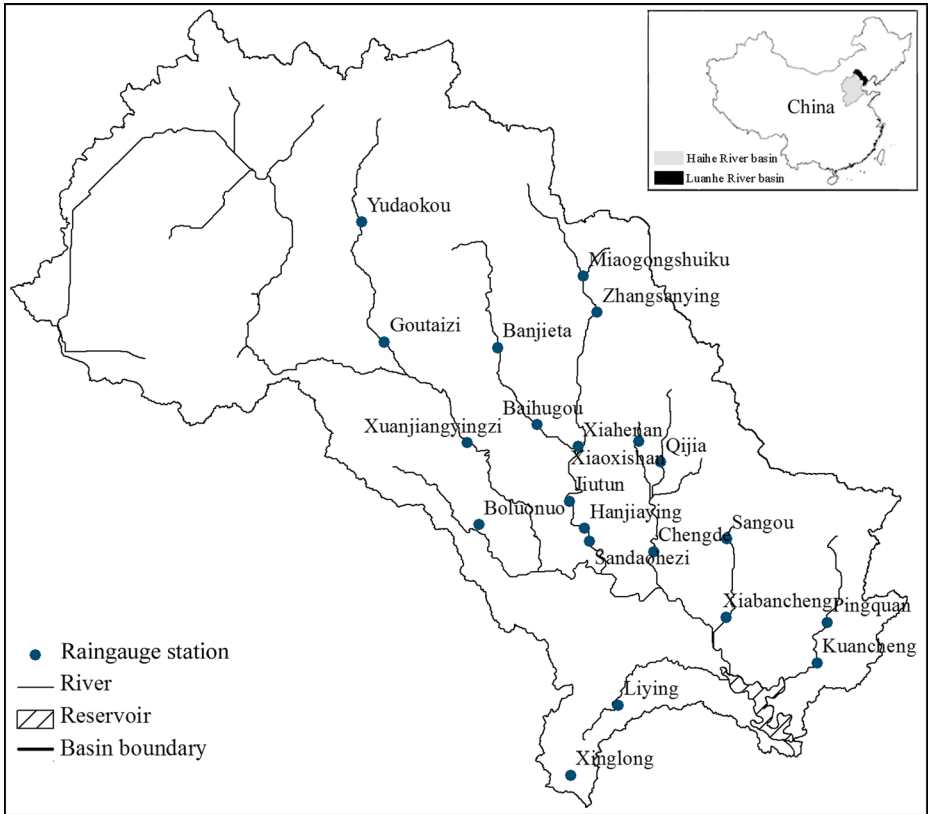 China
Haihe River basin
Luanhe River basin
Yudaokou
Miaogongshuiku
Zhangsanying
Goutaizi
Banjieta
Baihugou
Xuanjiangyingzi
Xiahenan
Qijia
Xiaoxishan
Jiutun
Boluonuo
Hanjiaying
Sangou
Chengde
Sandaohezi
Xiabancheng
Pingquan
Kuancheng
Liying
Xinglong
Raingauge station
River
Reservoir
Basin boundary